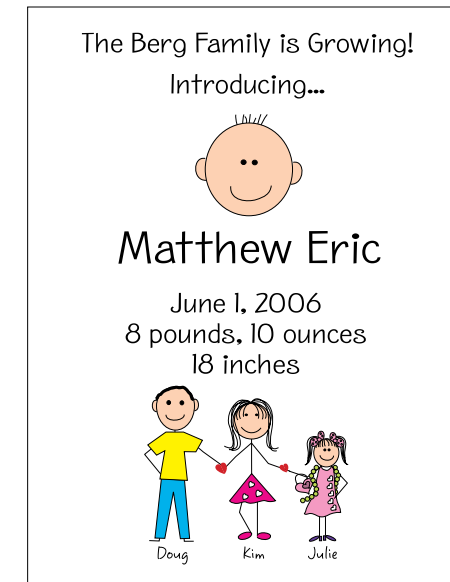 The Berg Family is Growing!
Introducing...
Matthew Eric
June 1, 2006
8 pounds, 10 ounces
18 inches
Doug Kim Julie